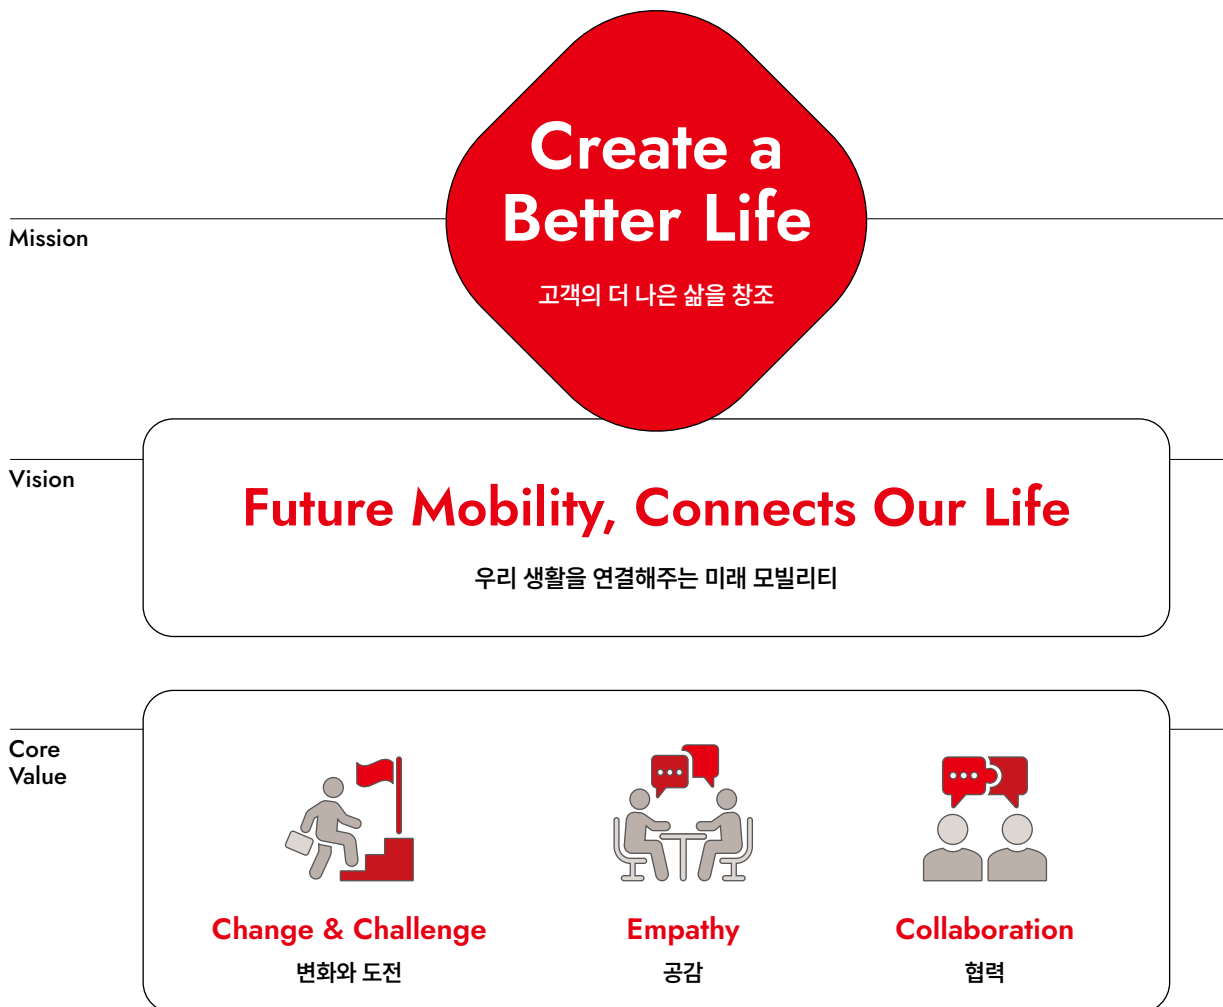 Create a
Better Life
Mission
고객의 더 나은 삶을 창조
Vision
Future Mobility, Connects Our Life
우리 생활을 연결해주는 미래 모빌리티
Core
Value
Change & Challenge
변화와 도전
Empathy
공감
Collaboration
협력